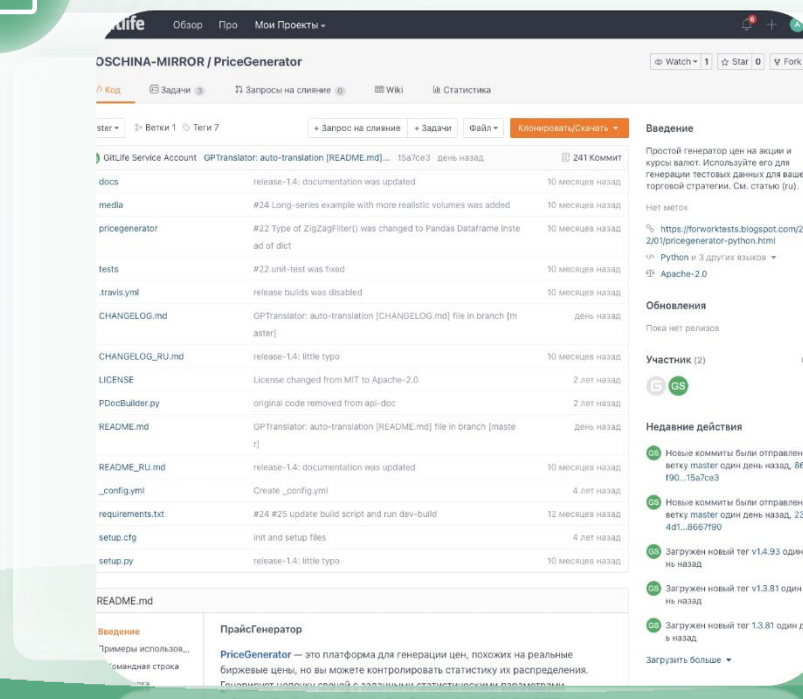 Обзор Про Мои Проекты
6
OSCHINA-MIRROR / PriceGenerator
Watch 1 Star 0 Fork
Код Задачи 3 Запросы на слияние 0 Wiki Статистика
Ветки 1 Теги 7 + Запрос на слияние + Задачи Файл Клонировать/Скачать
GitLife Service Account GPTranslator: auto-translation [README.md]... 15a7ce3 день назад 241 Коммит
docs release-1.4: documentation was updated 10 месяцев назад
media #24 Long-series example with more realistic volumes was added 10 месяцев назад
pricegenerator #22 Type of ZigZagFilter() was changed to Pandas Dataframe inste
ad of dict 10 месяцев назад
tests #22 unit-test was fixed 10 месяцев назад
.travis.yml release builds was disabled 10 месяцев назад
CHANGELOG.md GPTranslator: auto-translation [CHANGELOG.md] file in branch [m
aster] день назад
CHANGELOG_RU.md release-1.4: little typo 10 месяцев назад
LICENSE License changed from MIT to Apache-2.0 2 лет назад
PDocBuilder.py original code removed from api-doc 2 лет назад
README.md GPTranslator: auto-translation [README.md] file in branch [maste
r] день назад
README_RU.md release-1.4: documentation was updated 10 месяцев назад
_config.yml Create _config.yml 4 лет назад
requirements.txt #24 #25 update build script and run dev-build 12 месяцев назад
setup.cfg init and setup files 4 лет назад
setup.py release-1.4: little typo 10 месяцев назад
README.md
Введение
Примеры использов...
Командная строка
ПрайсГенератор
PriceGenerator — это платформа для генерации цен, похожих на реальные
биржевые цены, но вы можете контролировать статистику их распределения.
Генерирует цепочку свечей с заданными статистическими параметрами,
Введение
Простой генератор цен на акции и
курсы валют. Используйте его для
генерации тестовых данных для ваше
торговой стратегии. См. статью (ru).
Нет меток
https://forworktests.blogspot.com/2
2/01/pricegenerator-python.html
Python и 3 других языков
Apache-2.0
Обновления
Пока нет релизов
Участник (2)
GS
Недавние действия
GS Новые коммиты были отправлен
ветку master один день назад, 86
f90...15a7ce3
GS Новые коммиты были отправлен
ветку master один день назад, 23
4d1...8667f90
GS Загружен новый тег v1.4.93 один
нь назад
GS Загружен новый тег v1.3.81 один
нь назад
GS Загружен новый тег 1.3.81 один д
ь назад
Загрузить больше